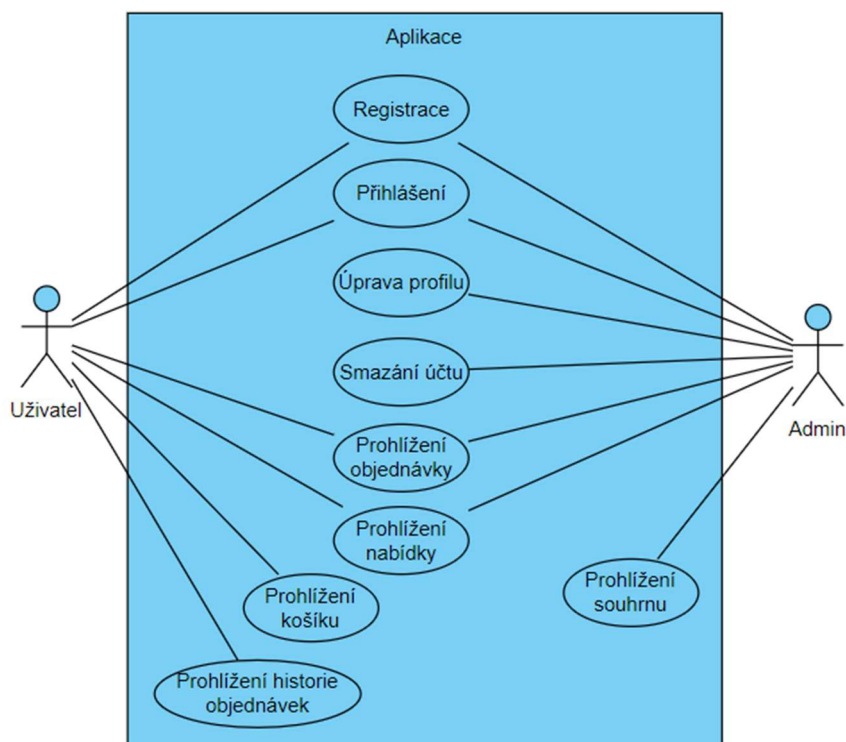 Aplikace
Registrace
Přihlášení
Úprava profilu
Smazání účtu
Uživatel
Admin
Prohlížení
objednávky
Prohlížení
nabídky
Prohlížení
košíku
Prohlížení
souhrnu
Prohlížení historie
objednávek